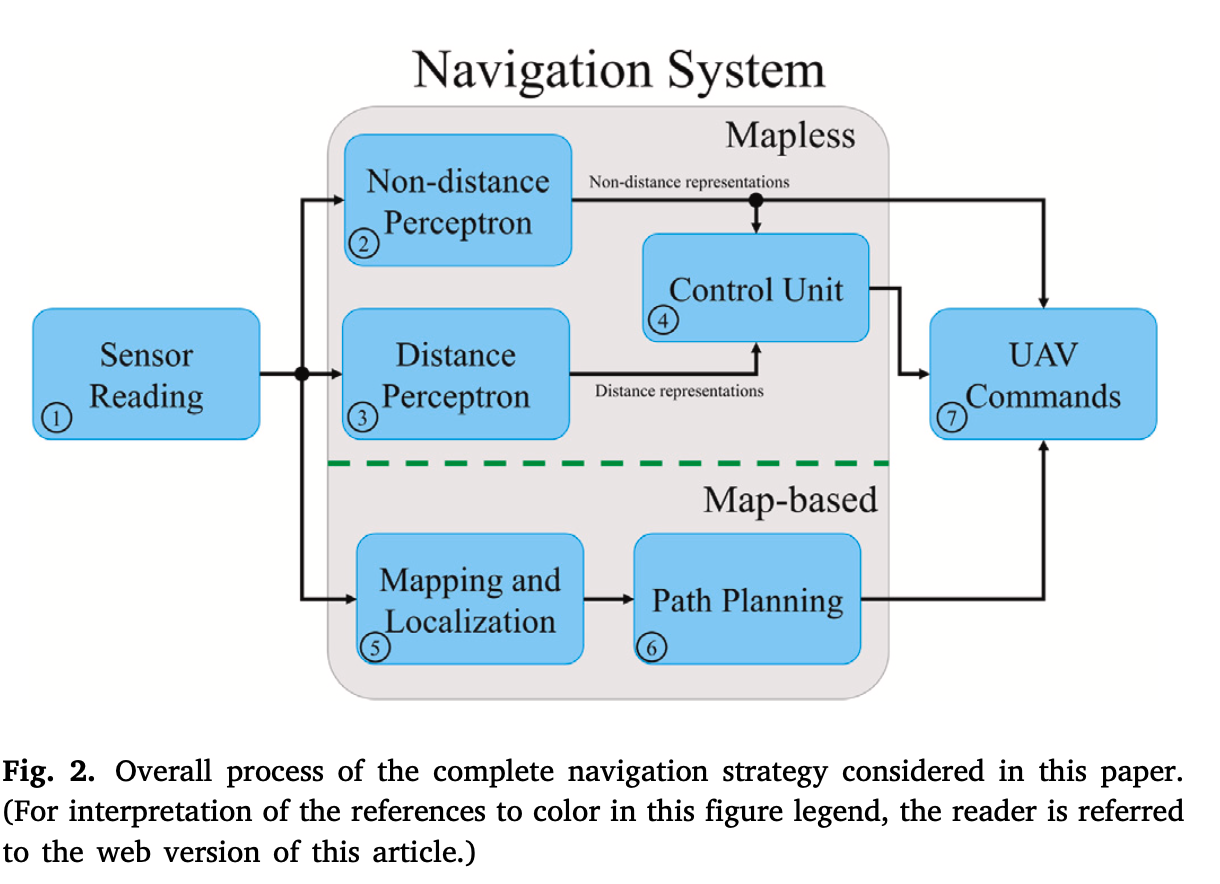 Navigation System
Mapless
Non-distance
Perceptron
2
Non-distance representations
Control Unit
4
Sensor
Reading
1
Distance
Perceptron
3
Distance representations
UAV
Commands
7
Map-based
Mapping and
Localization
5
Path Planning
6
Fig. 2. Overall process of the complete navigation strategy considered in this paper.
(For interpretation of the references to color in this figure legend, the reader is referred
to the web version of this article.)